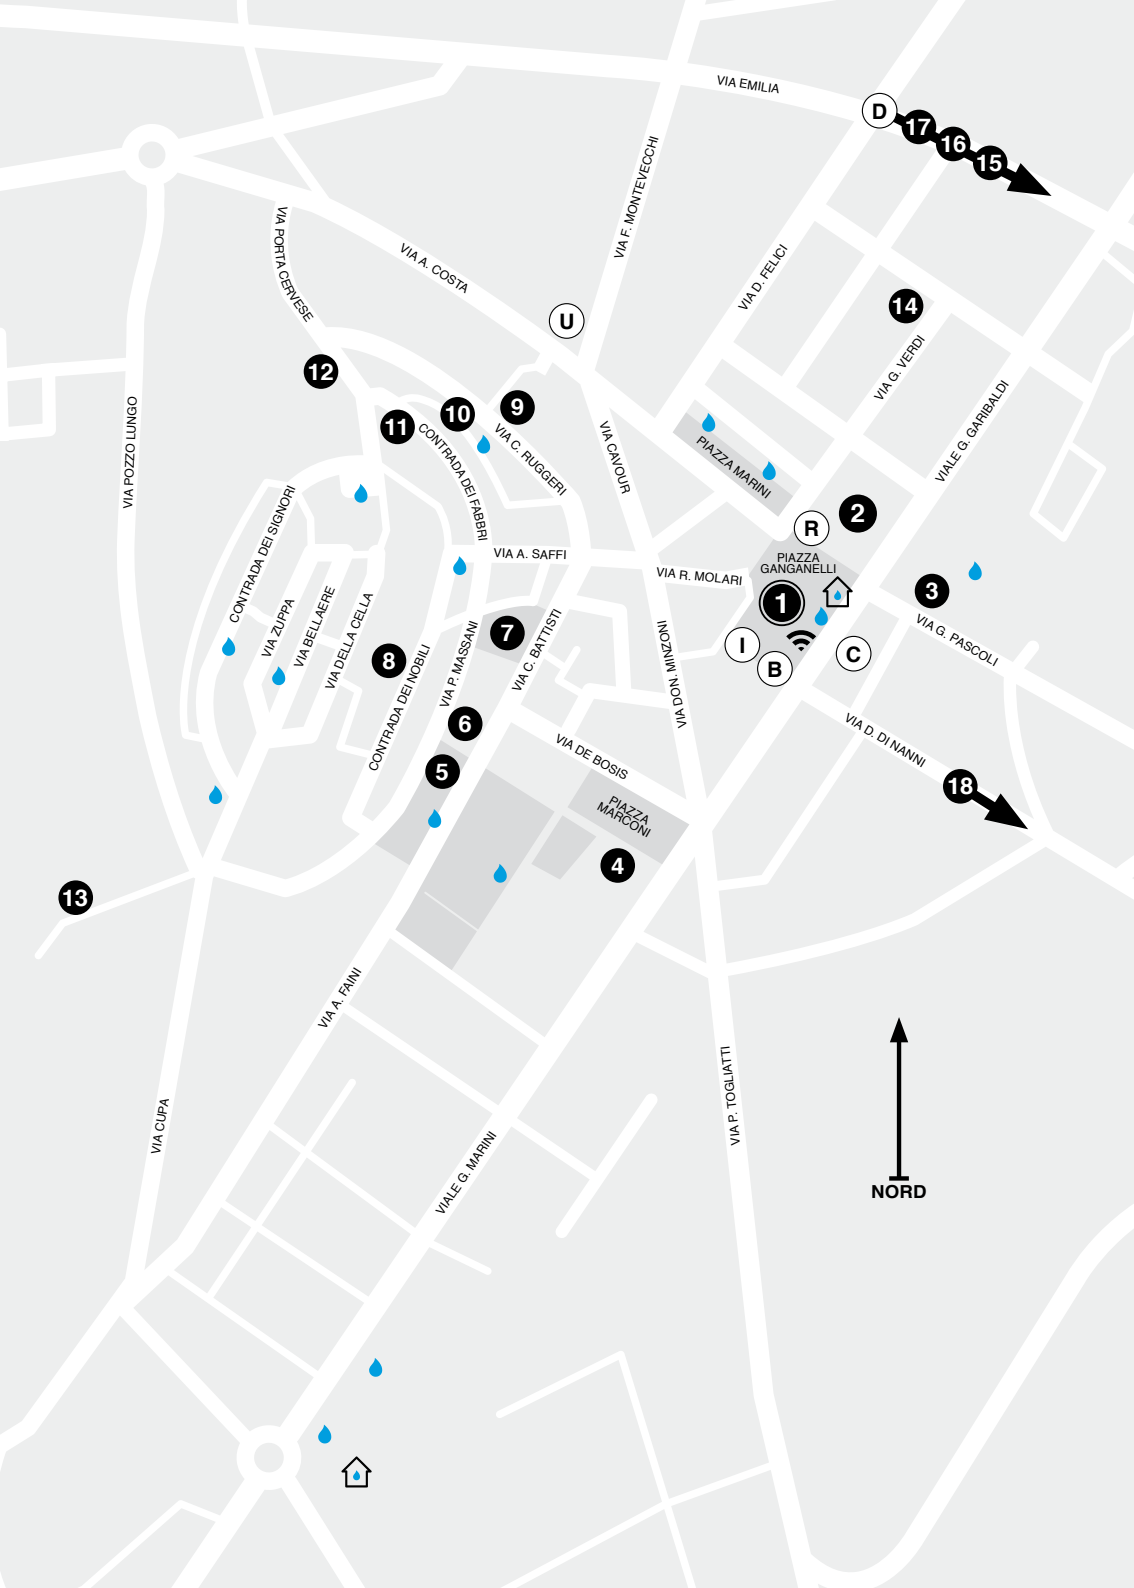 VIA EMILIA
D
17
16
15
VIA F. MONTEVECCHI
VIA PORTA CERVESE
VIA A. COSTA
VIA D. FELICI
14
U
VIA G. VERDI
12
VIA POZZO LUNGO
11
10
9
CONTRADA DEI FABBRI
VIA C. RUGGERI
VIA CAVOUR
PIAZZA MARINI
VIALE G. GARIBALDI
R
2
CONTRADA DEI SIGNORI
VIA A. SAFFI
VIA R. MOLARI
PIAZZA
GANGANELLI
1
3
VIA G. PASCOLI
VIA ZUPPA
VIA BELLAERE
VIA DELLA CELLA
8
CONTRADA DEI NOBILI
VIA P. MASSANI
7
VIA C. BATTISTI
VIA DON. MINZONI
I
B
C
6
5
VIA DE BOSIS
VIA D. DI NANNI
18
PIAZZA
MARCONI
4
13
VIA A. FAINI
VIA CUPA
VIALE G. MARINI
VIA P. TOGLIATTI
NORD